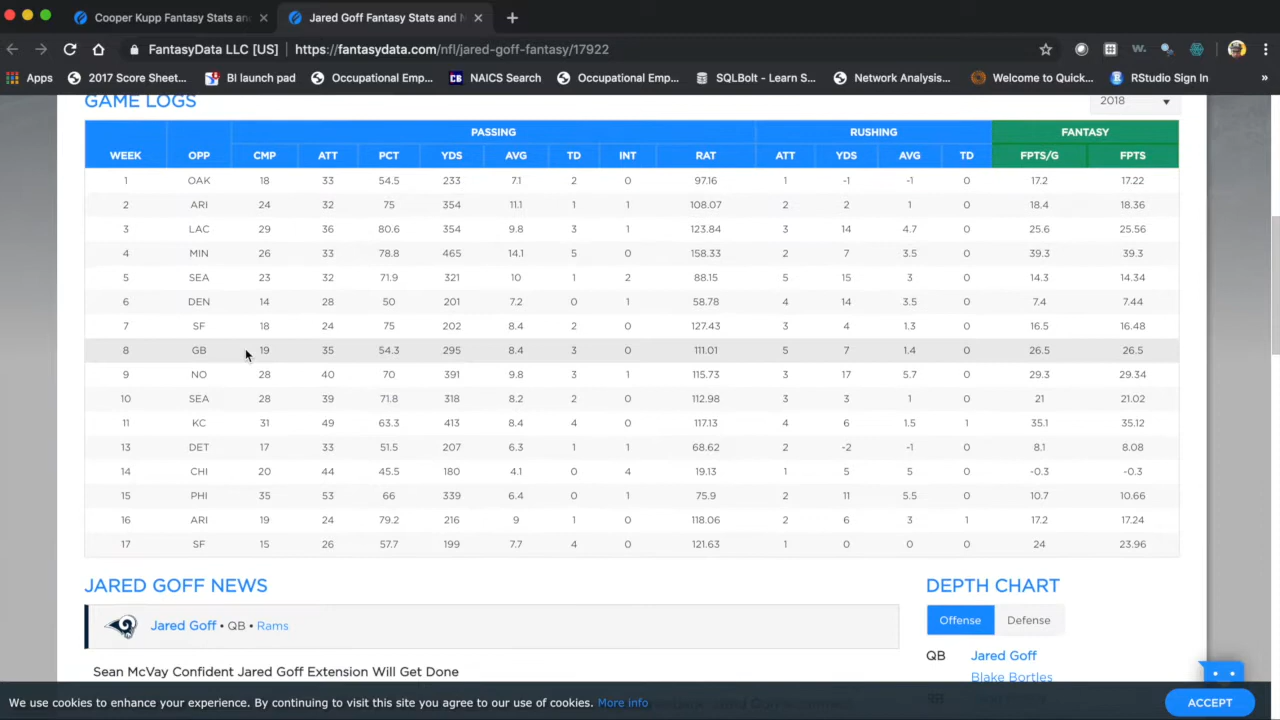 Cooper Kupp Fantasy Stats an
Jared Goff Fantasy Stats and N
FantasyData LLC [US] | https://fantasydata.com/nfl/jared-goff-fantasy/17922
Apps 2017 Score Sheet... BI launch pad Occupational Emp... NAICS Search Occupational Emp... SQLBolt - Learn S... Network Analysis... Welcome to Quick... RStudio Sign In »
GAME LOGS
2018
PASSING RUSHING FANTASY
WEEK OPP CMP ATT PCT YDS AVG TD INT RAT ATT YDS AVG TD FPTS/G FPTS
1 OAK 18 33 54.5 233 7.1 2 0 97.16 1 -1 -1 0 17.2 17.22
2 ARI 24 32 75 354 11.1 1 1 108.07 2 2 1 0 18.4 18.36
3 LAC 29 36 80.6 354 9.8 3 1 123.84 3 14 4.7 0 25.6 25.56
4 MIN 26 33 78.8 465 14.1 5 0 158.33 2 7 3.5 0 39.3 39.3
5 SEA 23 32 71.9 321 10 1 2 88.15 5 15 3 0 14.3 14.34
6 DEN 14 28 50 201 7.2 0 1 58.78 4 14 3.5 0 7.4 7.44
7 SF 18 24 75 202 8.4 2 0 127.43 3 4 1.3 0 16.5 16.48
8 GB 19 35 54.3 295 8.4 3 0 111.01 5 7 1.4 0 26.5 26.5
9 NO 28 40 70 391 9.8 3 1 115.73 3 17 5.7 0 29.3 29.34
10 SEA 28 39 71.8 318 8.2 2 0 112.98 3 3 1 0 21 21.02
11 KC 31 49 63.3 413 8.4 4 0 117.13 4 6 1.5 1 35.1 35.12
13 DET 17 33 51.5 207 6.3 1 1 68.62 2 -2 -1 0 8.1 8.08
14 CHI 20 44 45.5 180 4.1 0 4 19.13 1 5 5 0 -0.3 -0.3
15 PHI 35 53 66 339 6.4 0 1 75.9 2 11 5.5 0 10.7 10.66
16 ARI 19 24 79.2 216 9 1 0 118.06 2 6 3 1 17.2 17.24
17 SF 15 26 57.7 199 7.7 4 0 121.63 1 0 0 0 24 23.96
JARED GOFF NEWS
Jared Goff • QB • Rams
Sean McVay Confident Jared Goff Extension Will Get Done
DEPTH CHART
Offense Defense
QB Jared Goff
Blake Bortles
RB
We use cookies to enhance your experience. By continuing to visit this site you agree to our use of cookies. More info
ACCEPT